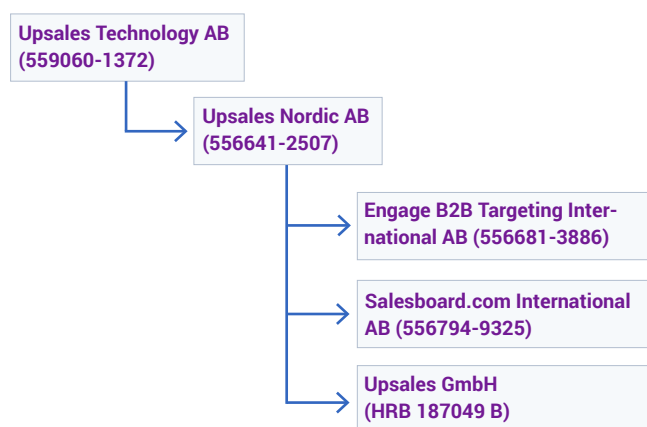 Upsales Technology AB
(559060-1372)
Upsales Nordic AB
(556641-2507)
Engage B2B Targeting Inter-
national AB (556681-3886)
Salesboard.com International
AB (556794-9325)
Upsales GmbH
(HRB 187049 B)